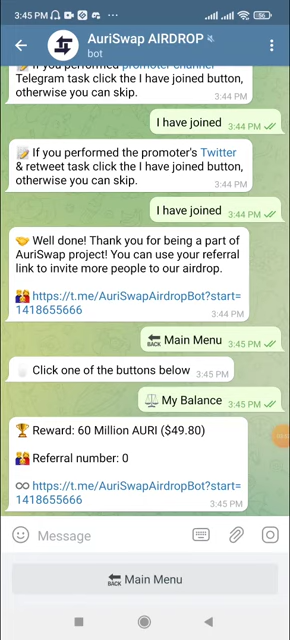 3:45 PM
56
AuriSwap AIRDROP
bot
If you performed promoter channel
Telegram task click the I have joined button,
otherwise you can skip.
3:44 PM
I have joined 3:44 PM
If you performed the promoter's Twitter
& retweet task click the I have joined button,
otherwise you can skip.
3:44 PM
I have joined 3:44 PM
Well done! Thank you for being a part of
AuriSwap project! You can use your referral
link to invite more people to our airdrop.
https://t.me/AuriSwapAirdropBot?start=
1418655666
3:44 PM
BACK Main Menu 3:45 PM
Click one of the buttons below 3:45 PM
My Balance 3:45 PM
Reward: 60 Million AURI ($49.80)
Referral number: 0
https://t.me/AuriSwapAirdropBot?start=
1418655666
3:45 PM
Message
BACK Main Menu